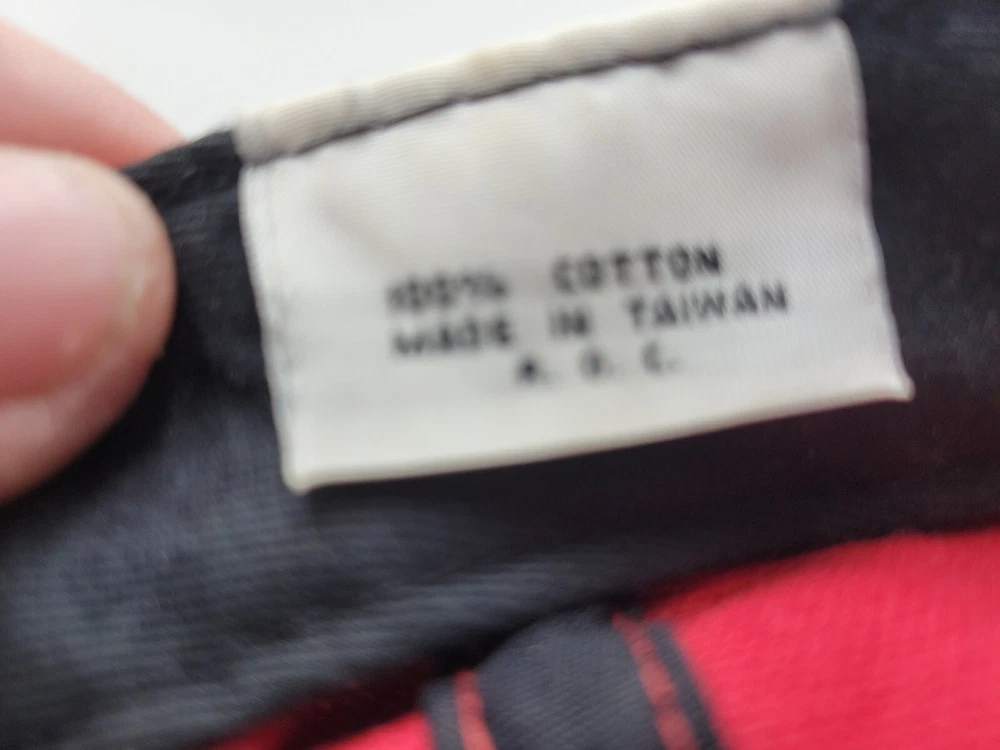 100% COTTON
MADE IN TAIWAN
R. O. C.